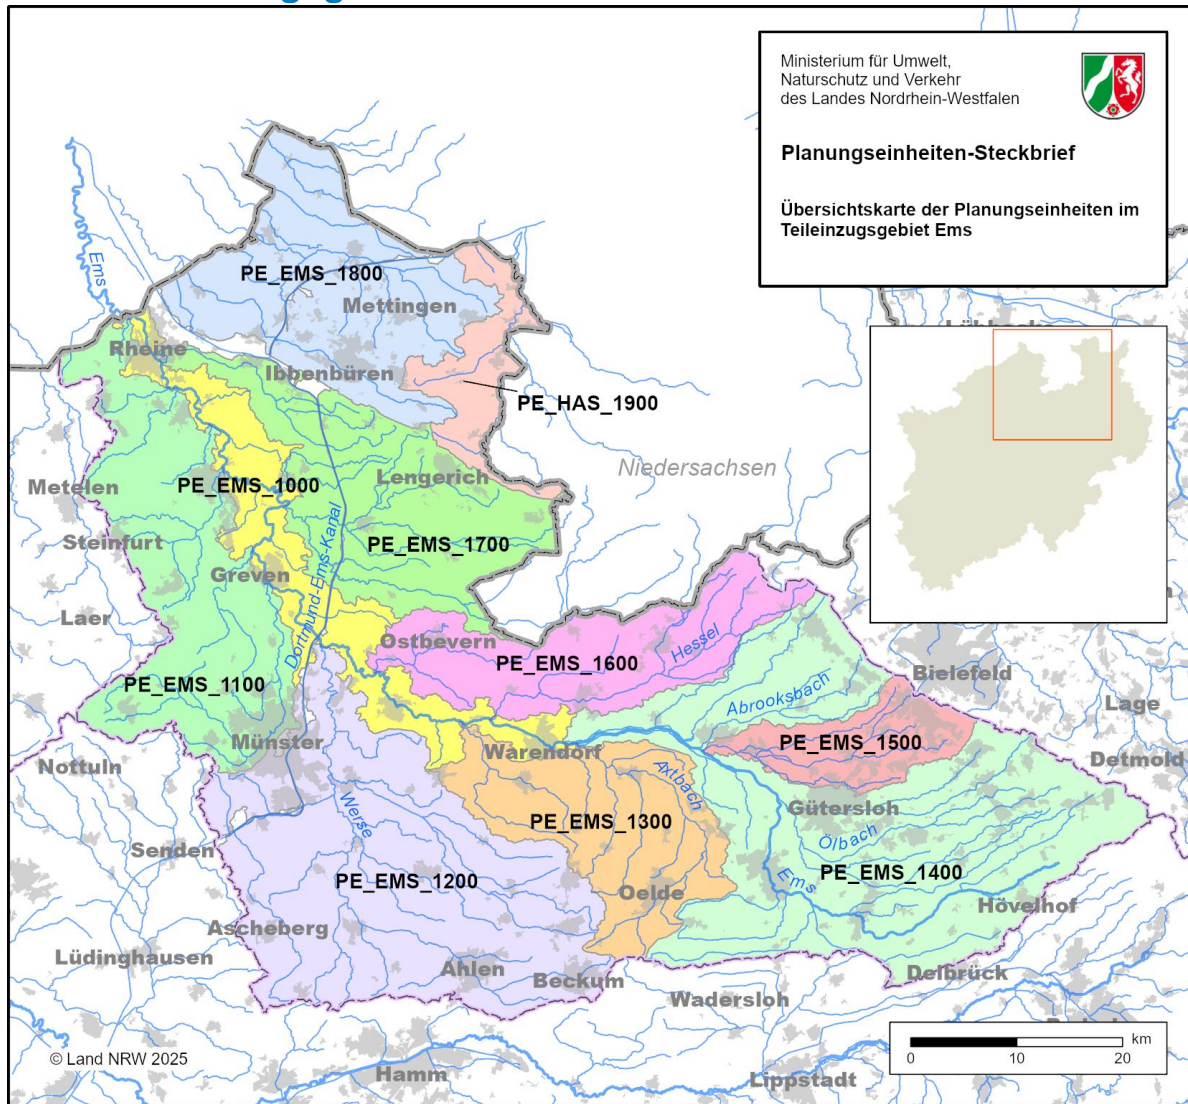 Ministerium für Umwelt,
Naturschutz und Verkehr
des Landes Nordrhein-Westfalen
Planungseinheiten-Steckbrief
Übersichtskarte der Planungseinheiten im
Teileinzugsgebiet Ems
Ems
PE_EMS_1800
Mettingen
Rheine
Ibbenbüren
PE_HAS_1900
Niedersachsen
Metelen
PE_EMS_1000
Lengerich
Steinfurt
Dortmund-Ems-Kanal
PE_EMS_1700
Greven
Laer
Ostbevern
PE_EMS_1600
Hessel
Bielefeld
PE_EMS_1100
Abrooksbach
Lage
Münster
Warendorf
PE_EMS_1500
Detmold
Nottuln
Axtbach
Werse
Gütersloh
PE_EMS_1300
Ölbach
Senden
PE_EMS_1200
Ems
PE_EMS_1400
Oelde
Hövelhof
Ascheberg
Lüdinghausen
Ahlen
Beckum
Delbrück
Wadersloh
© Land NRW 2025
km
0 10 20
Hamm
Lippstadt